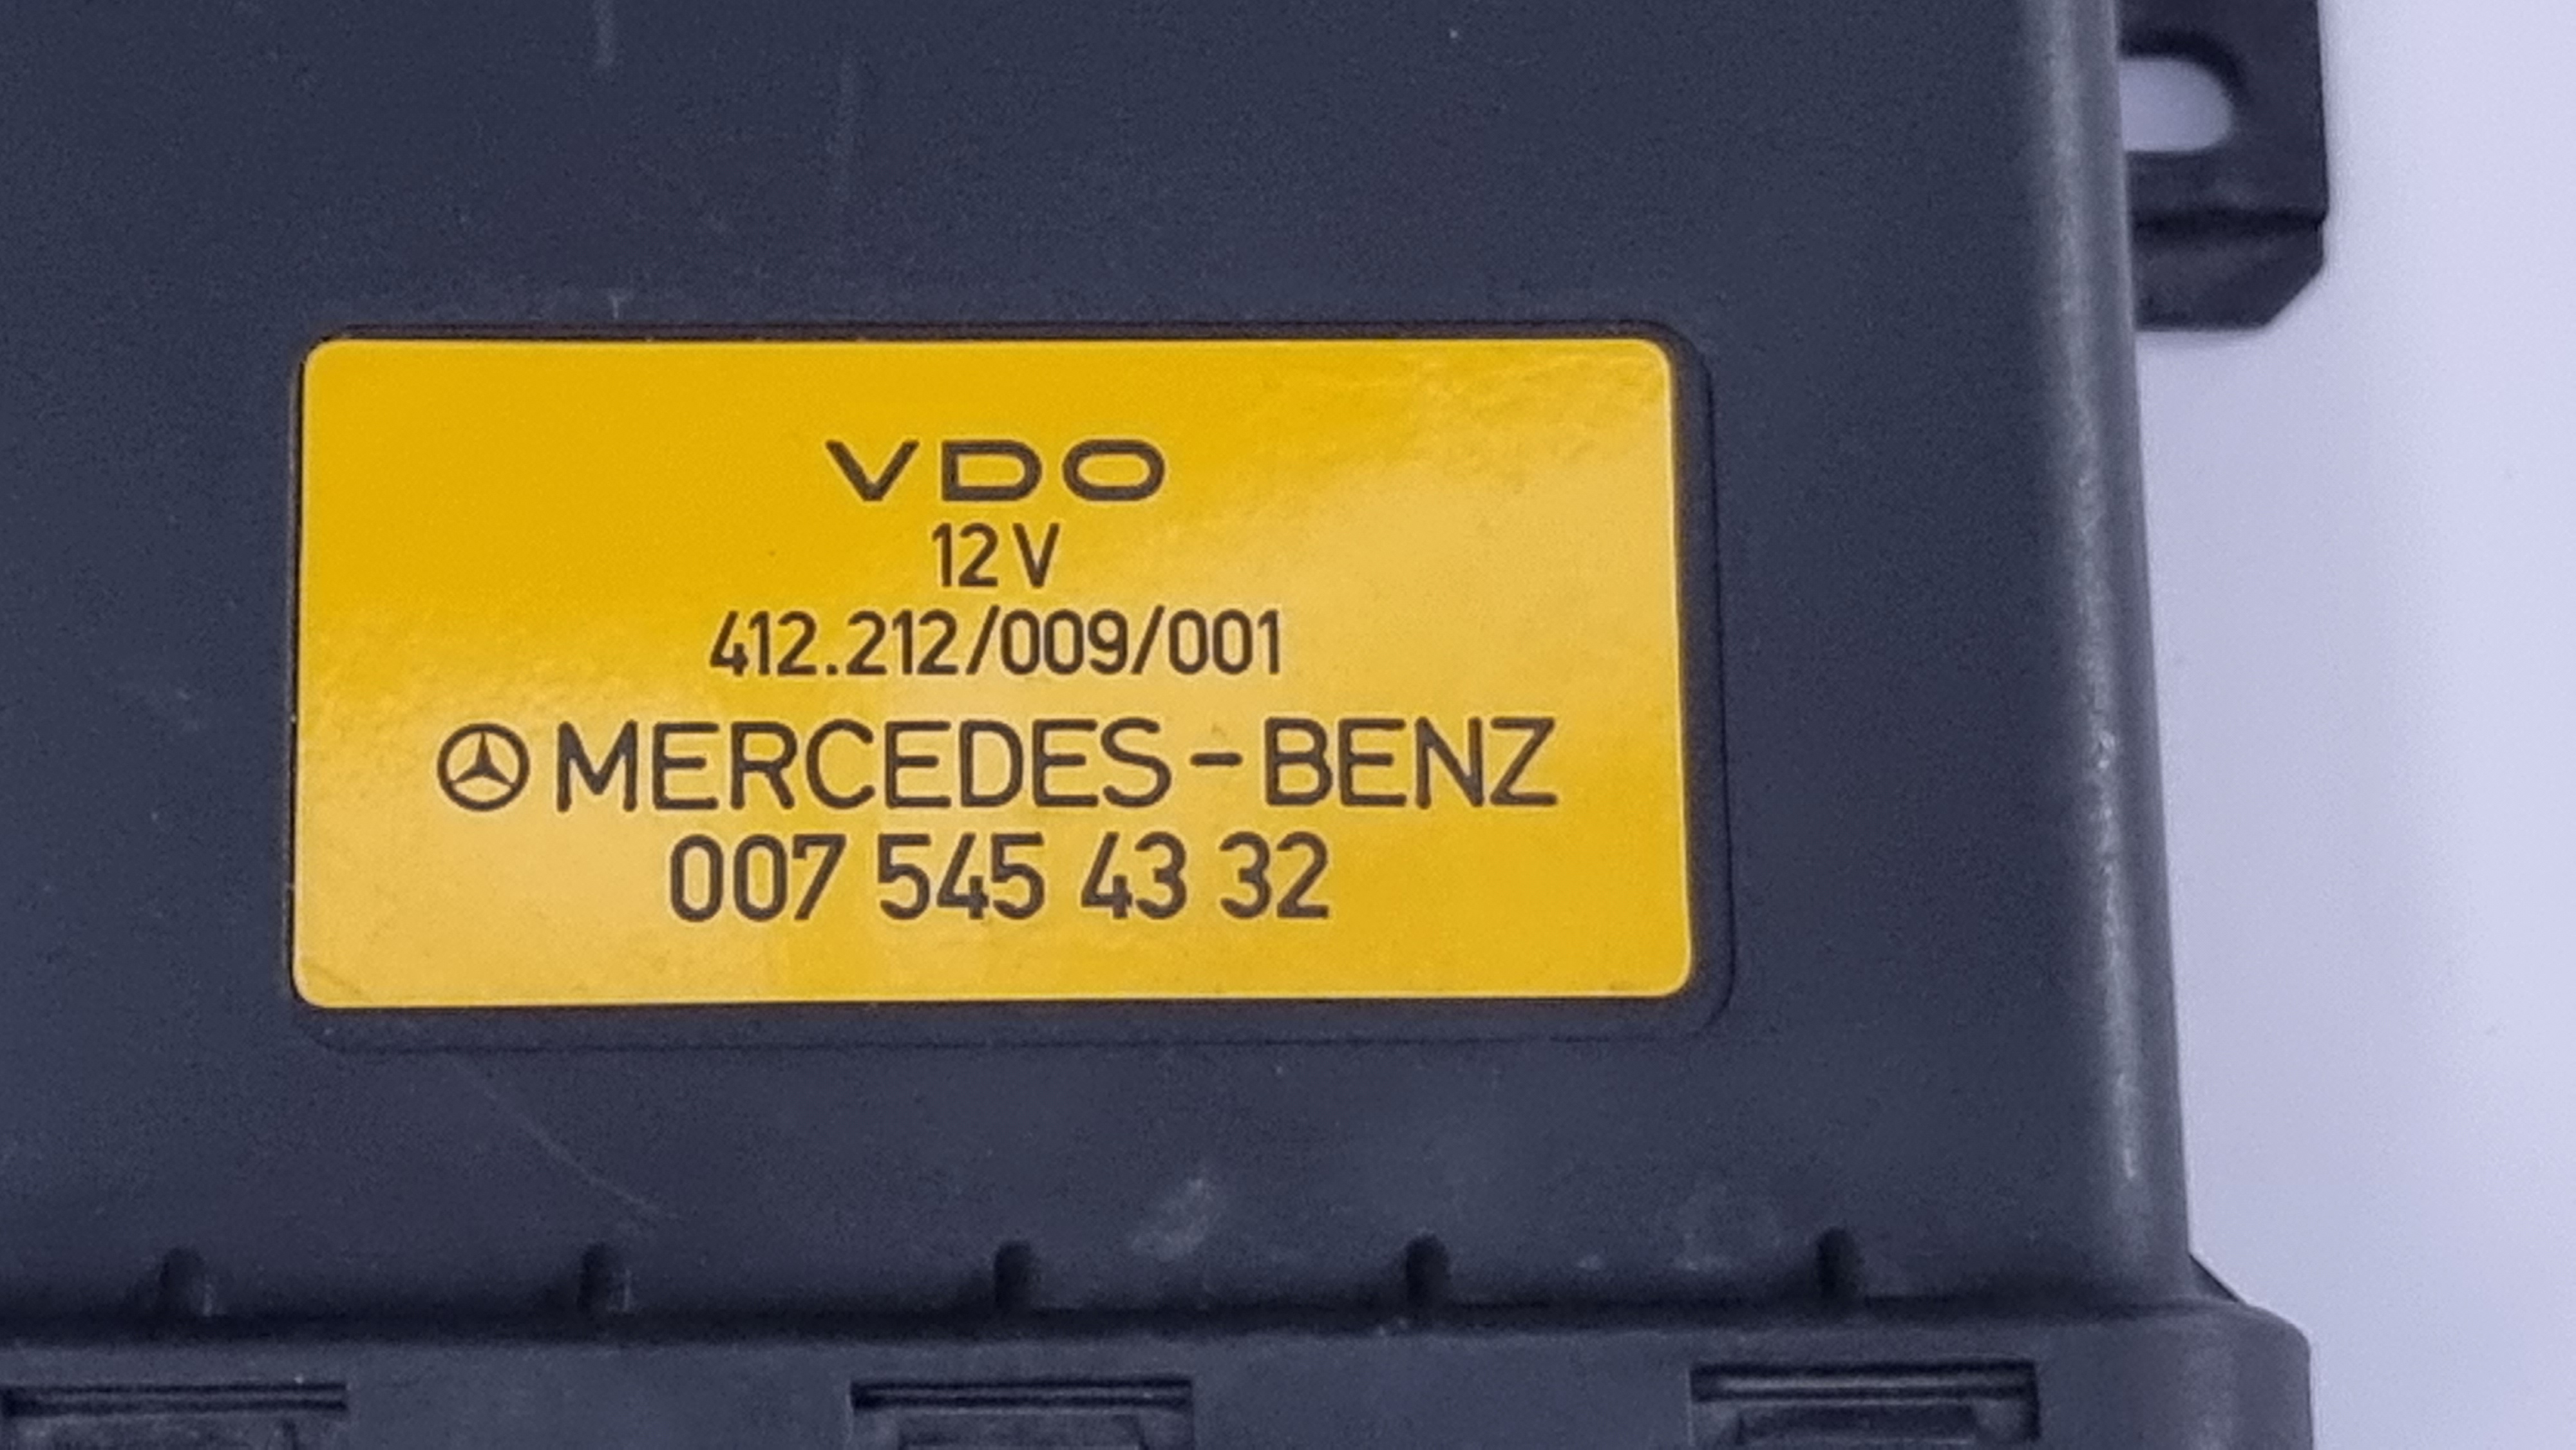 VDO
12 V
412.212/009/001
MERCEDES-BENZ
007 545 43 32